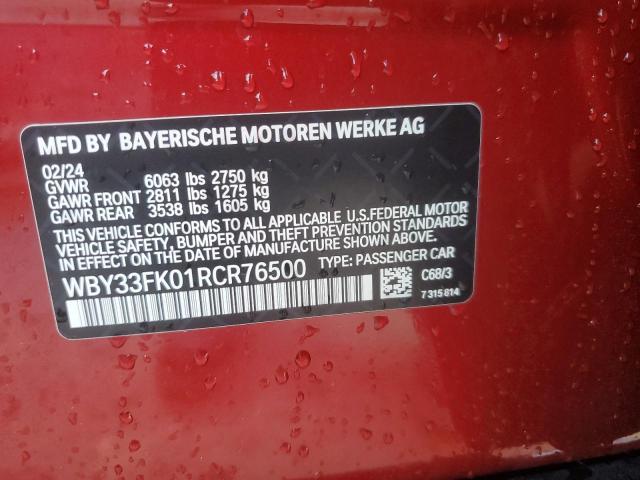 MFD BY BAYERISCHE MOTOREN WERKE AG
02/24
GVWR 6063 lbs 2750 kg
GAWR FRONT 2811 lbs 1275 kg
GAWR REAR 3538 lbs 1605 kg
THIS VEHICLE CONFORMS TO ALL APPLICABLE U.S.FEDERAL MOTOR
VEHICLE SAFETY, BUMPER AND THEFT PREVENTION STANDARDS
IN EFFECT ON THE DATE OF MANUFACTURE SHOWN ABOVE.
WBY33FK01RCR76500 TYPE: PASSENGER CAR
C68/3
7 315 814